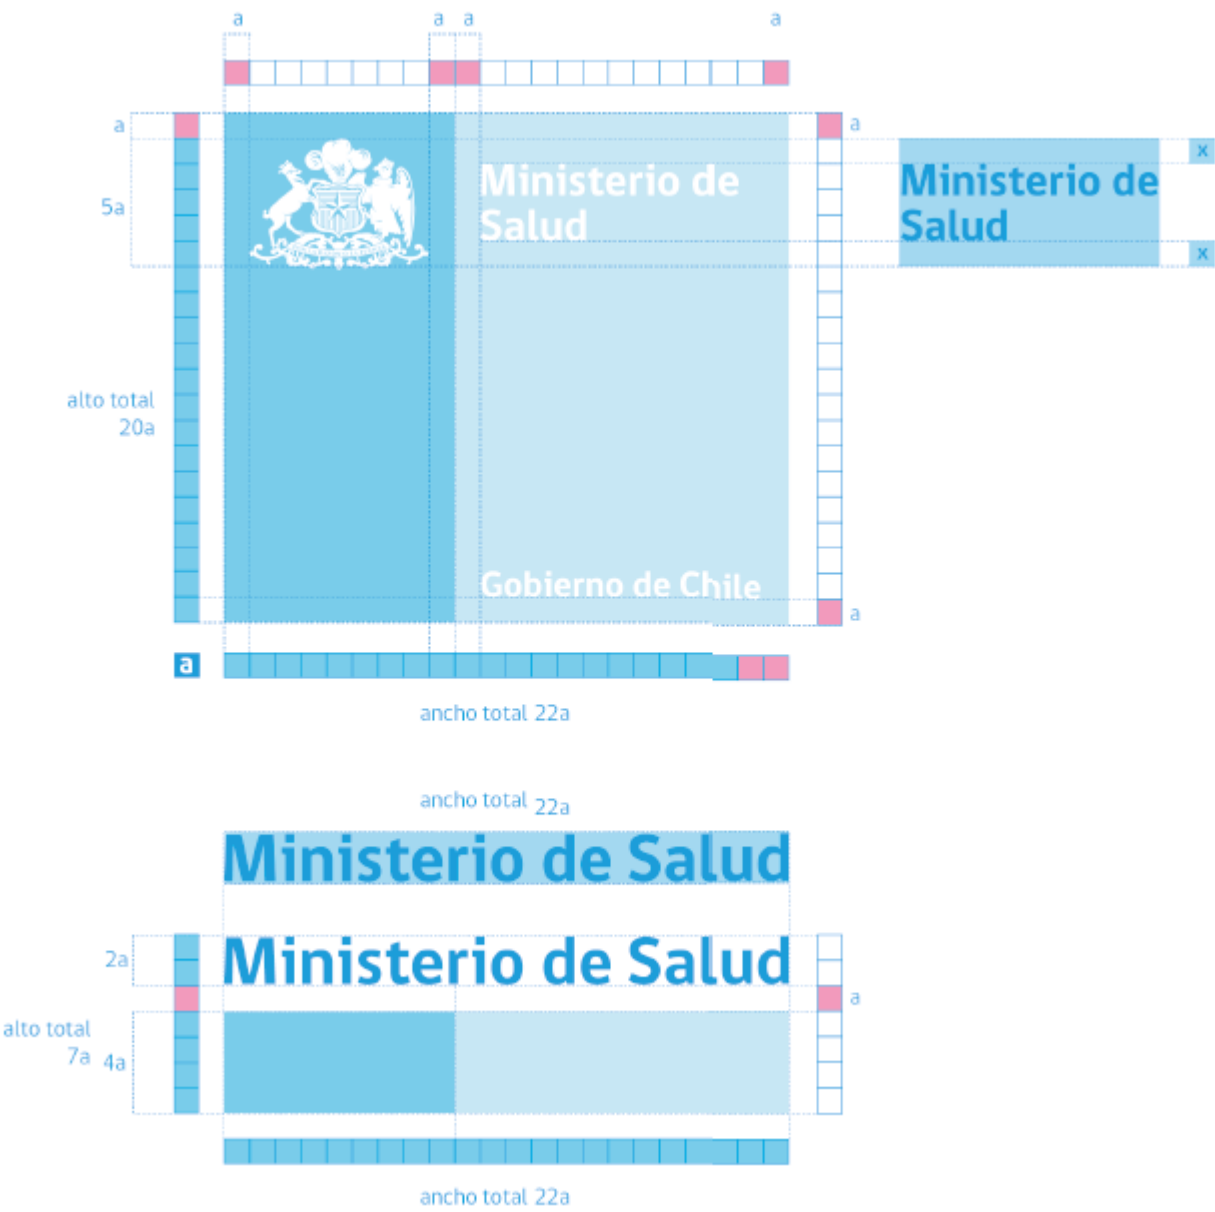 a a a a
a a
x
Ministerio de
Salud
Ministerio de
Salud
5a
x
alto total
20a
Gobierno de Chile
a
a
ancho total 22a
ancho total 22a
Ministerio de Salud
2a
Ministerio de Salud
a
alto total
7a 4a
ancho total 22a